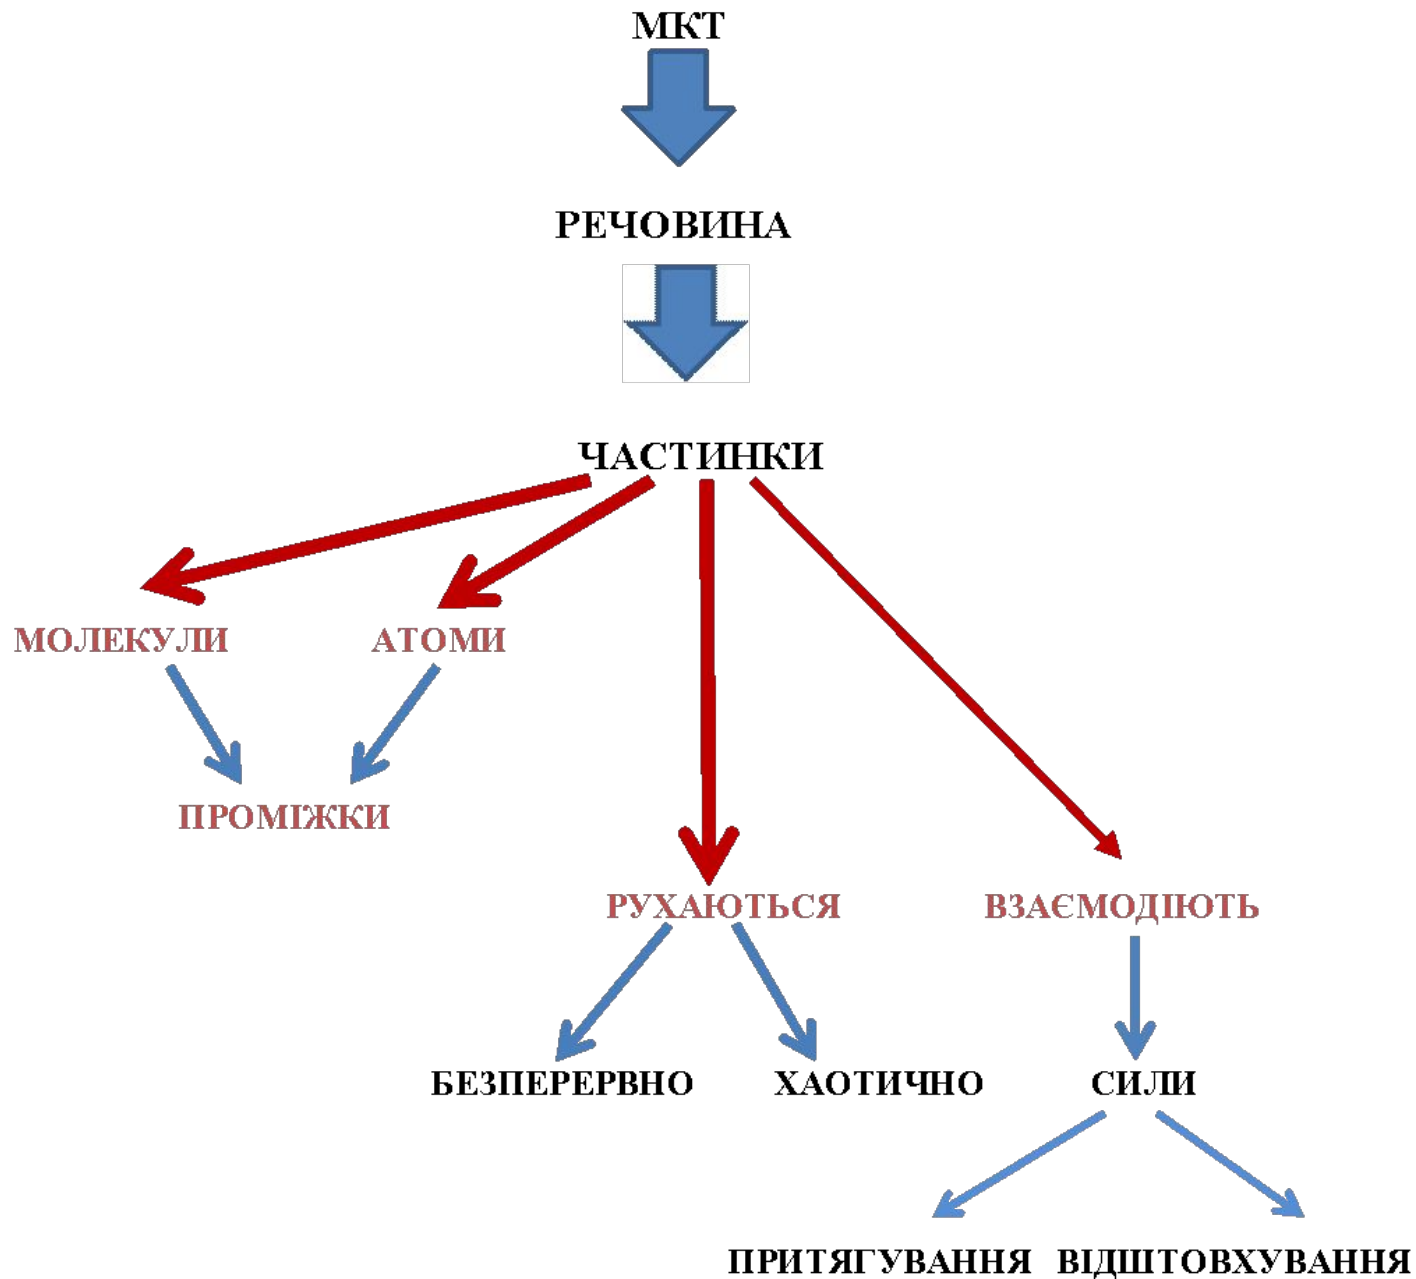 МКТ
РЕЧОВИНА
ЧАСТИНКИ
МОЛЕКУЛИ АТОМИ
ПРОМІЖКИ
РУХАЮТЬСЯ ВЗАЄМОДІЮТЬ
БЕЗПЕРЕРВНО ХАОТИЧНО СИЛИ
ПРИТЯГУВАННЯ ВІДШТОВХУВАННЯ